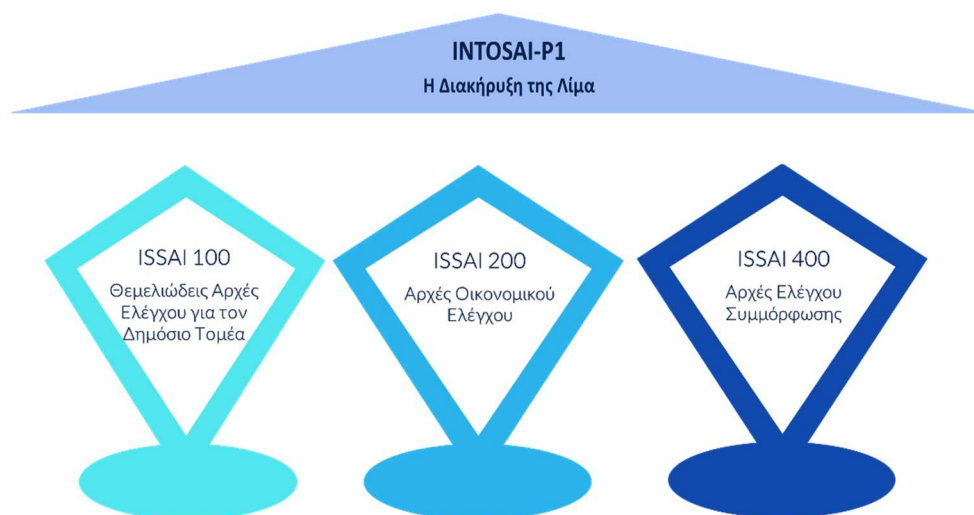 INTOSAI-P1
Η Διακήρυξη της Λίμα
ISSAI 100
Θεμελιώδεις Αρχές
Ελέγχου για τον
Δημόσιο Τομέα
ISSAI 200
Αρχές Οικονομικού
Ελέγχου
ISSAI 400
Αρχές Ελέγχου
Συμμόρφωσης